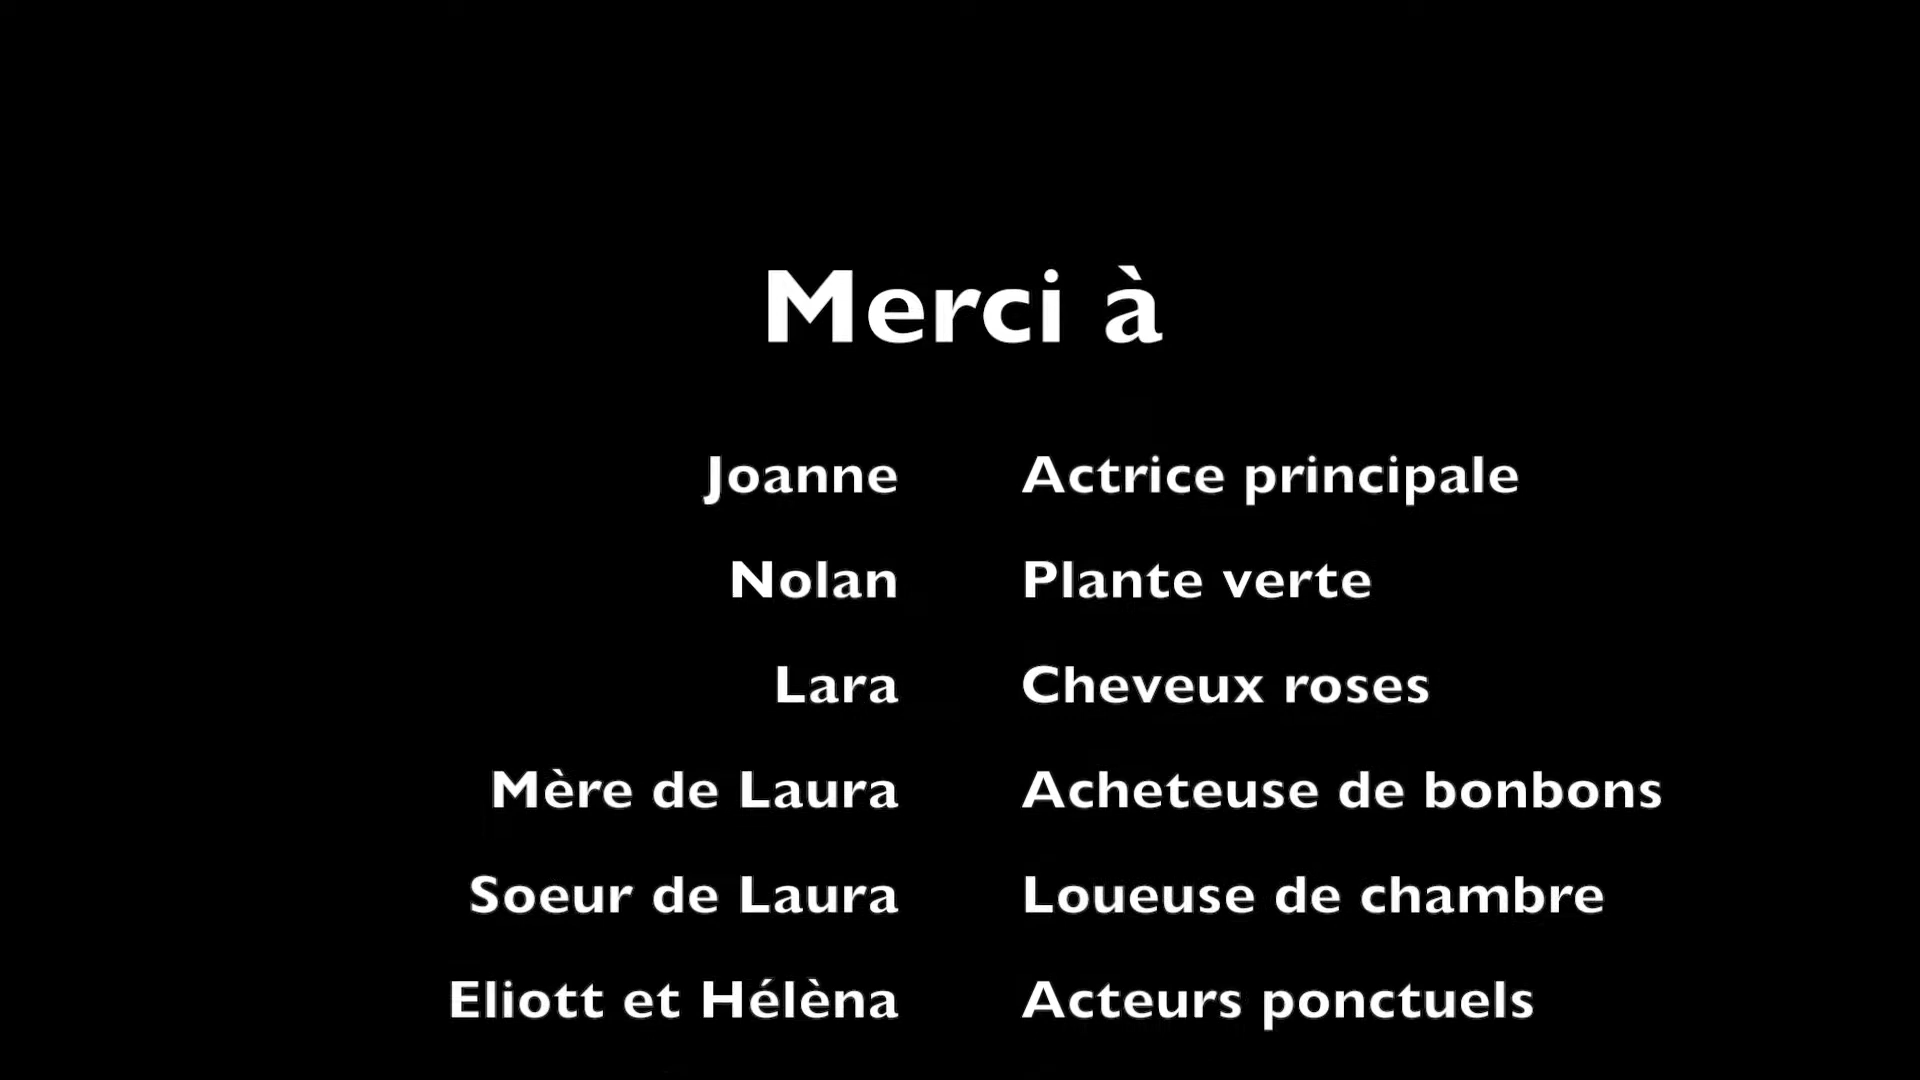 Merci à
Joanne Actrice principale
Nolan Plante verte
Lara Cheveux roses
Mère de Laura Acheteuse de bonbons
Soeur de Laura Loueuse de chambre
Eliott et Hélèna Acteurs ponctuels